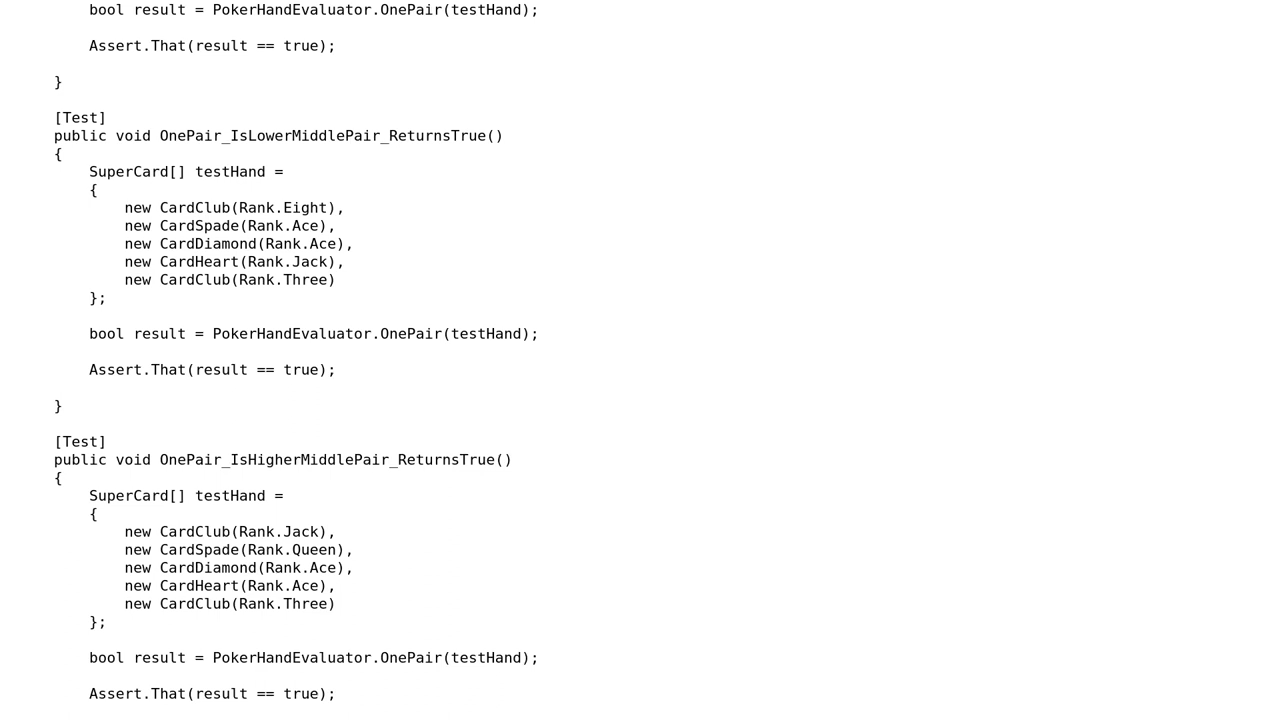 bool result = PokerHandEvaluator.OnePair(testHand);
Assert.That(result == true);
}
[Test]
public void OnePair_IsLowerMiddlePair_ReturnsTrue()
{
SuperCard[] testHand =
{
new CardClub(Rank.Eight),
new CardSpade(Rank.Ace),
new CardDiamond(Rank.Ace),
new CardHeart(Rank.Jack),
new CardClub(Rank.Three)
};
bool result = PokerHandEvaluator.OnePair(testHand);
Assert.That(result == true);
}
[Test]
public void OnePair_IsHigherMiddlePair_ReturnsTrue()
{
SuperCard[] testHand =
{
new CardClub(Rank.Jack),
new CardSpade(Rank.Queen),
new CardDiamond(Rank.Ace),
new CardHeart(Rank.Ace),
new CardClub(Rank.Three)
};
bool result = PokerHandEvaluator.OnePair(testHand);
Assert.That(result == true);